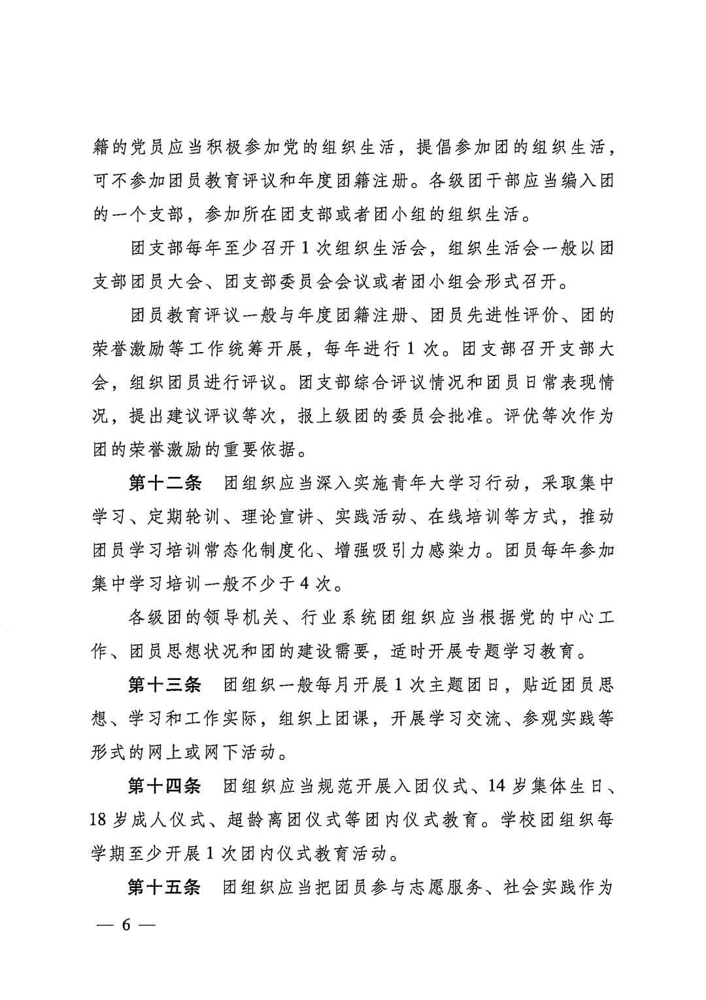 籍的党员应当积极参加党的组织生活，提倡参加团的组织生活，
可不参加团员教育评议和年度团籍注册。各级团干部应当编入团
的一个支部，参加所在团支部或者团小组的组织生活。
团支部每年至少召开1次组织生活会，组织生活会一般以团
支部团员大会、团支部委员会会议或者团小组会形式召开。
团员教育评议一般与年度团籍注册、团员先进性评价、团的
荣誉激励等工作统筹开展，每年进行1次。团支部召开支部大
会，组织团员进行评议。团支部综合评议情况和团员日常表现情
况，提出建议评议等次，报上级团的委员会批准。评优等次作为
团的荣誉激励的重要依据。
第十二条　团组织应当深入实施青年大学习行动，采取集中
学习、定期轮训、理论宣讲、实践活动、在线培训等方式，推动
团员学习培训常态化制度化、增强吸引力感染力。团员每年参加
集中学习培训一般不少于4次。
各级团的领导机关、行业系统团组织应当根据党的中心工
作、团员思想状况和团的建设需要，适时开展专题学习教育。
第十三条　团组织一般每月开展1次主题团日，贴近团员思
想、学习和工作实际，组织上团课，开展学习交流、参观实践等
形式的网上或网下活动。
第十四条　团组织应当规范开展入团仪式、14岁集体生日、
18岁成人仪式、超龄离团仪式等团内仪式教育。学校团组织每
学期至少开展1次团内仪式教育活动。
第十五条　团组织应当把团员参与志愿服务、社会实践作为
— 6 —